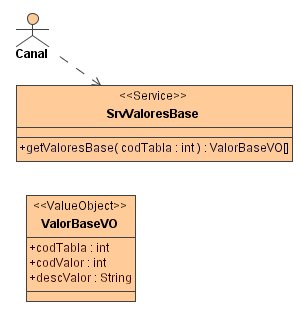 Canal
<<Service>>
SrvValoresBase
+getValoresBase( codTabla : int ) : ValorBaseVO[]
<<ValueObject>>
ValorBaseVO
+codTabla : int
+codValor : int
+descValor : String